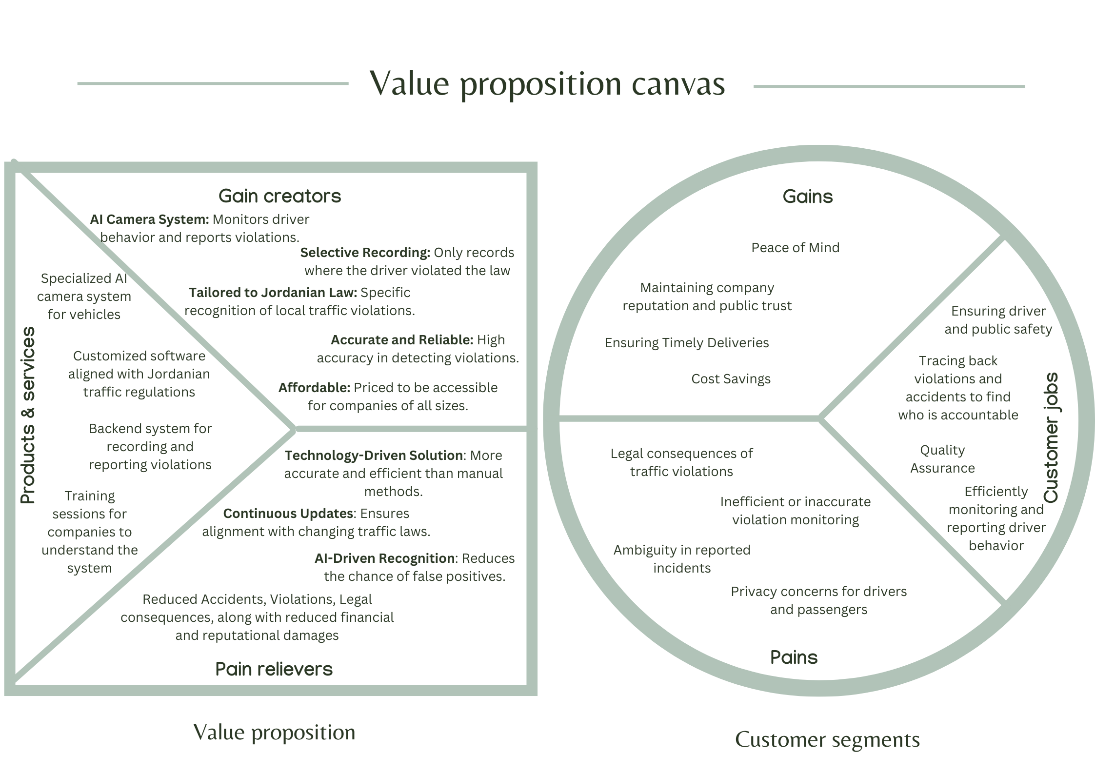 Value proposition canvas
Gain creators
AI Camera System: Monitors driver
behavior and reports violations.
Selective Recording: Only records
where the driver violated the law
Tailored to Jordanian Law: Specific
recognition of local traffic violations.
Accurate and Reliable: High
accuracy in detecting violations.
Affordable: Priced to be accessible
for companies of all sizes.
Products & services
Specialized AI
camera system
for vehicles
Customized software
aligned with Jordanian
traffic regulations
Backend system for
recording and
reporting violations
Training
sessions for
companies to
understand the
system
Technology-Driven Solution: More
accurate and efficient than manual
methods.
Continuous Updates: Ensures
alignment with changing traffic laws.
AI-Driven Recognition: Reduces
the chance of false positives.
Reduced Accidents, Violations, Legal
consequences, along with reduced financial
and reputational damages
Pain relievers
Value proposition
Gains
Peace of Mind
Maintaining company
reputation and public trust
Ensuring Timely Deliveries
Cost Savings
Ensuring driver
and public safety
Tracing back
violations and
accidents to find
who is accountable
Quality
Assurance
Efficiently
monitoring and
reporting driver
behavior
Customer jobs
Legal consequences of
traffic violations
Inefficient or inaccurate
violation monitoring
Ambiguity in reported
incidents
Privacy concerns for drivers
and passengers
Pains
Customer segments